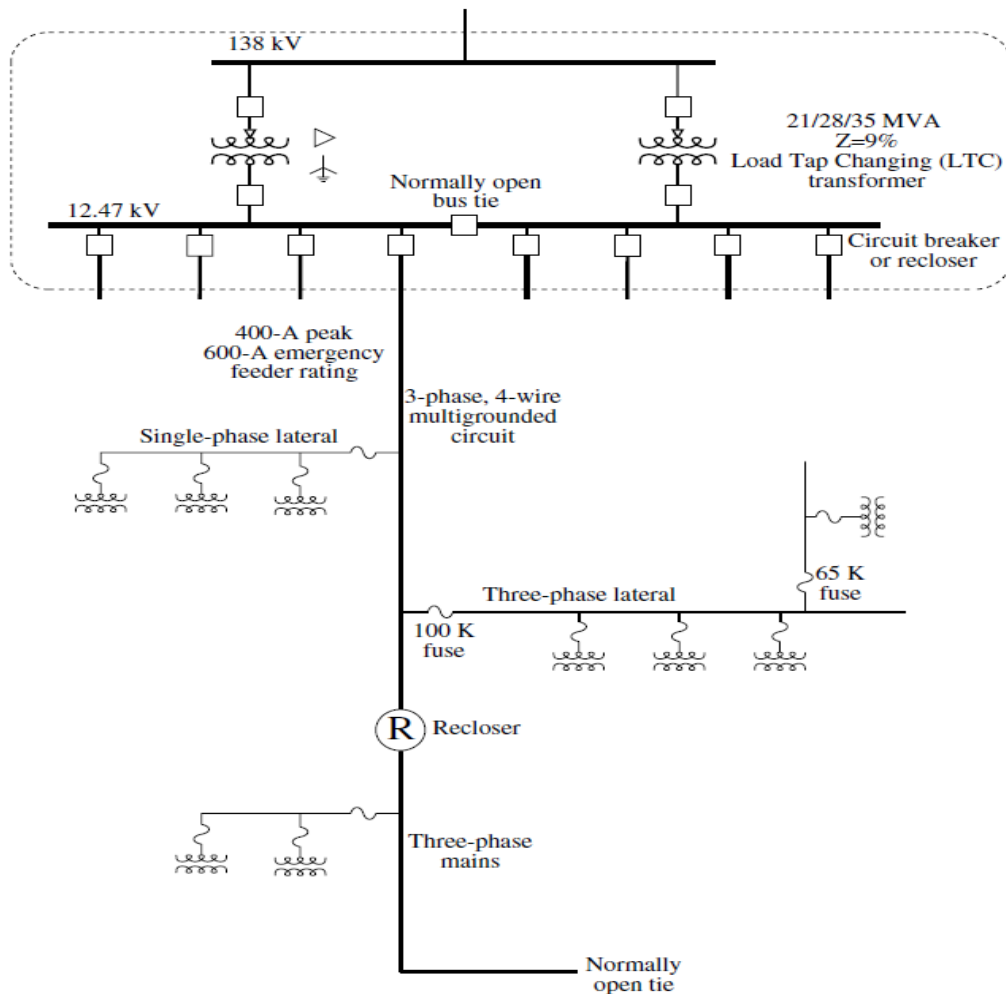 138 kV
21/28/35 MVA
Z=9%
Load Tap Changing (LTC)
transformer
Normally open
bus tie
12.47 kV
Circuit breaker
or recloser
400-A peak
600-A emergency
feeder rating
3-phase, 4-wire
multigrounded
circuit
Single-phase lateral
65 K
fuse
Three-phase lateral
100 K
fuse
R
Recloser
Three-phase
mains
Normally
open tie